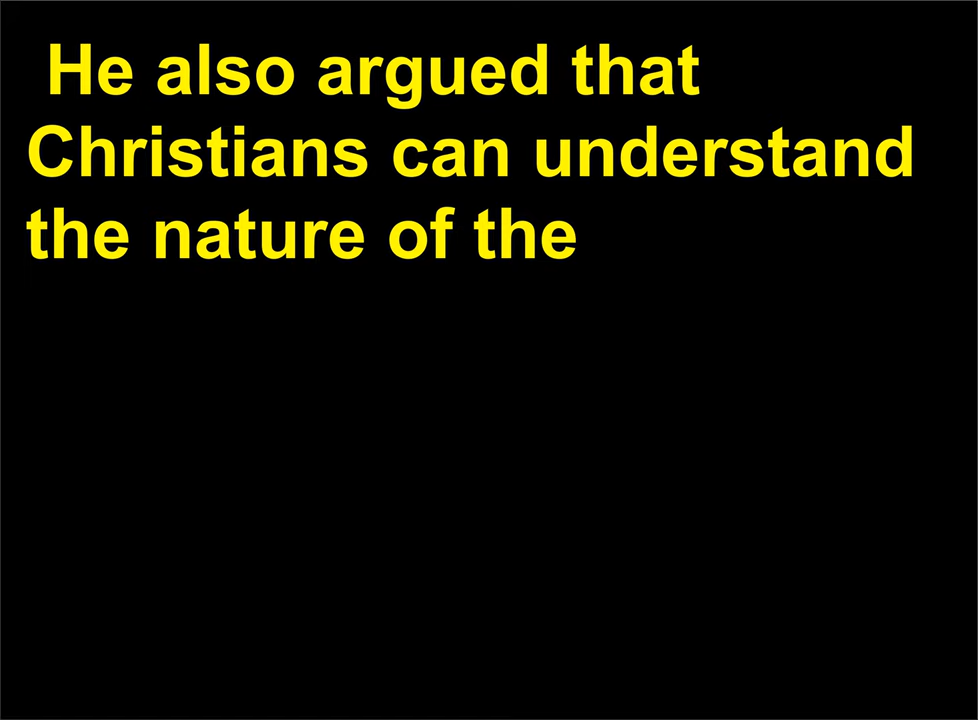 He also argued that
Christians can understand
the nature of the